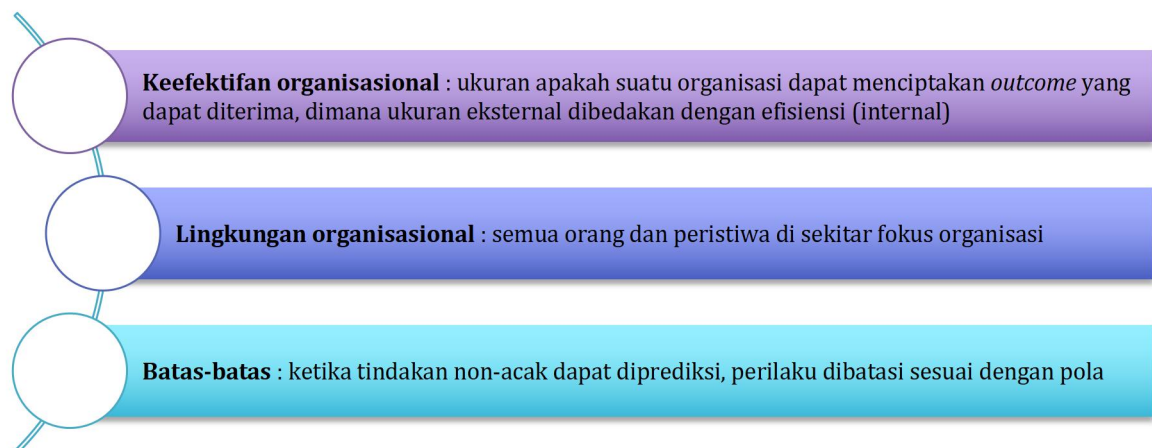 Keefektifan organisasional : ukuran apakah suatu organisasi dapat menciptakan outcome yang
dapat diterima, dimana ukuran eksternal dibedakan dengan efisiensi (internal)
Lingkungan organisasional : semua orang dan peristiwa di sekitar fokus organisasi
Batas-batas : ketika tindakan non-acak dapat diprediksi, perilaku dibatasi sesuai dengan pola